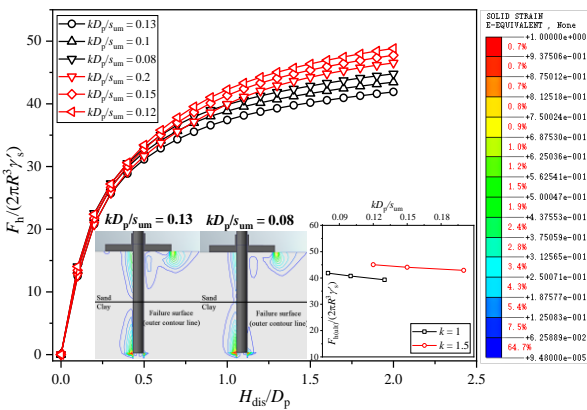 kD_p/s_um = 0.13
kD_p/s_um = 0.1
kD_p/s_um = 0.08
kD_p/s_um = 0.2
kD_p/s_um = 0.15
kD_p/s_um = 0.12
50
40
30
20
10
0
F_h/(2πR³γ'_s)
0.0 0.5 1.0 1.5 2.0 2.5
H_dis/D_p
kD_p/s_um = 0.13 kD_p/s_um = 0.08
Sand
Clay
Failure surface
(outer contour line)
Sand
Clay
Failure surface
(outer contour line)
kD_p/s_um
0.08 0.12 0.16 0.20
60
50
40
30
20
F_hult/(2πR³γ'_s)
k = 1
k = 1.5
SOLID STRAIN
E-EQUIVALENT , None
+1.00000e+000
0.7%
+9.37506e-001
0.7%
+8.75012e-001
0.7%
+8.12518e-001
0.8%
+7.50024e-001
0.9%
+6.87530e-001
1.0%
+6.25036e-001
1.2%
+5.62541e-001
1.5%
+5.00047e-001
1.9%
+4.37553e-001
2.4%
+3.75059e-001
2.8%
+3.12565e-001
3.4%
+2.50071e-001
4.3%
+1.87577e-001
5.4%
+1.25083e-001
7.5%
+6.25889e-002
64.7%
+9.48000e-005